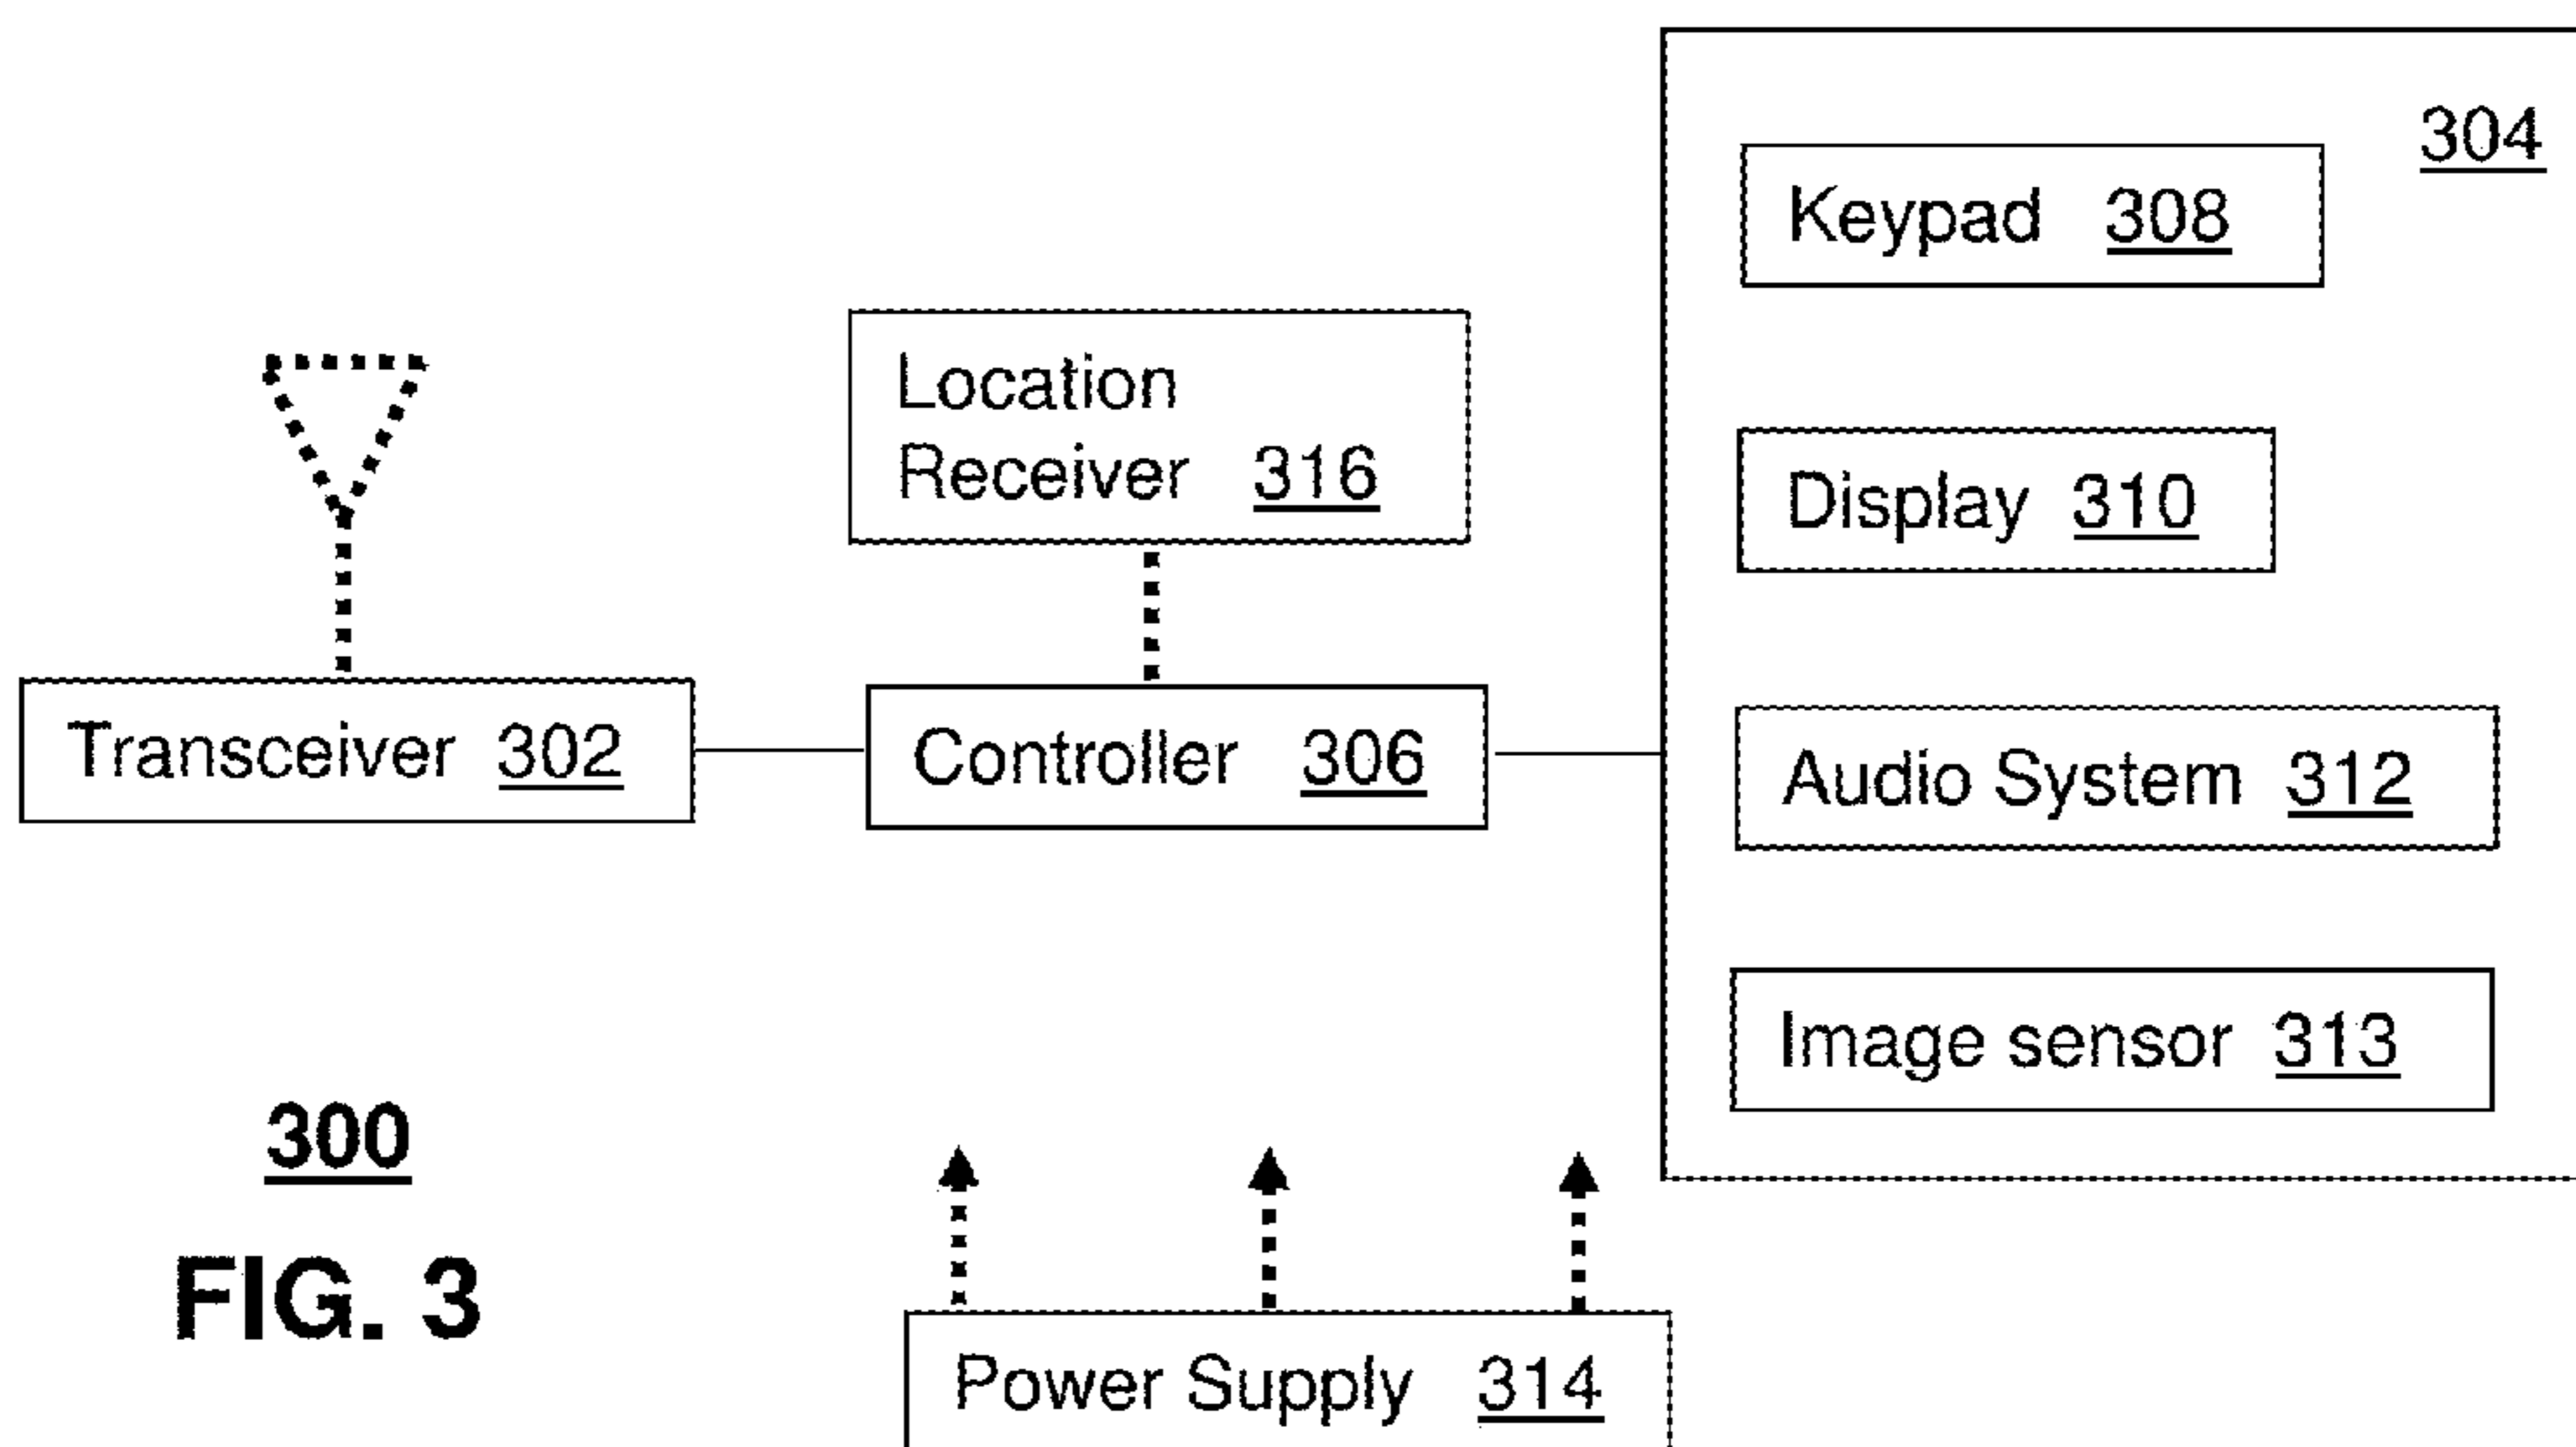 304
Keypad 308
Location
Receiver 316
Display 310
Transceiver 302
Controller 306
Audio System 312
Image sensor 313
300
FIG. 3
Power Supply 314